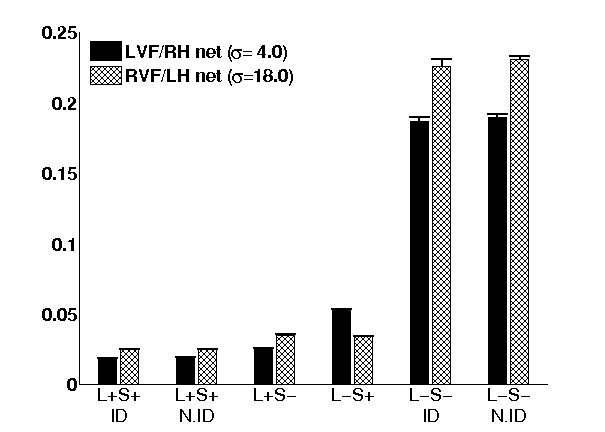 0.25
LVF/RH net (σ= 4.0)
RVF/LH net (σ=18.0)
0.2
0.15
0.1
0.05
0
L+S+ L+S+ L+S− L−S+ L−S− L−S−
ID N.ID ID N.ID